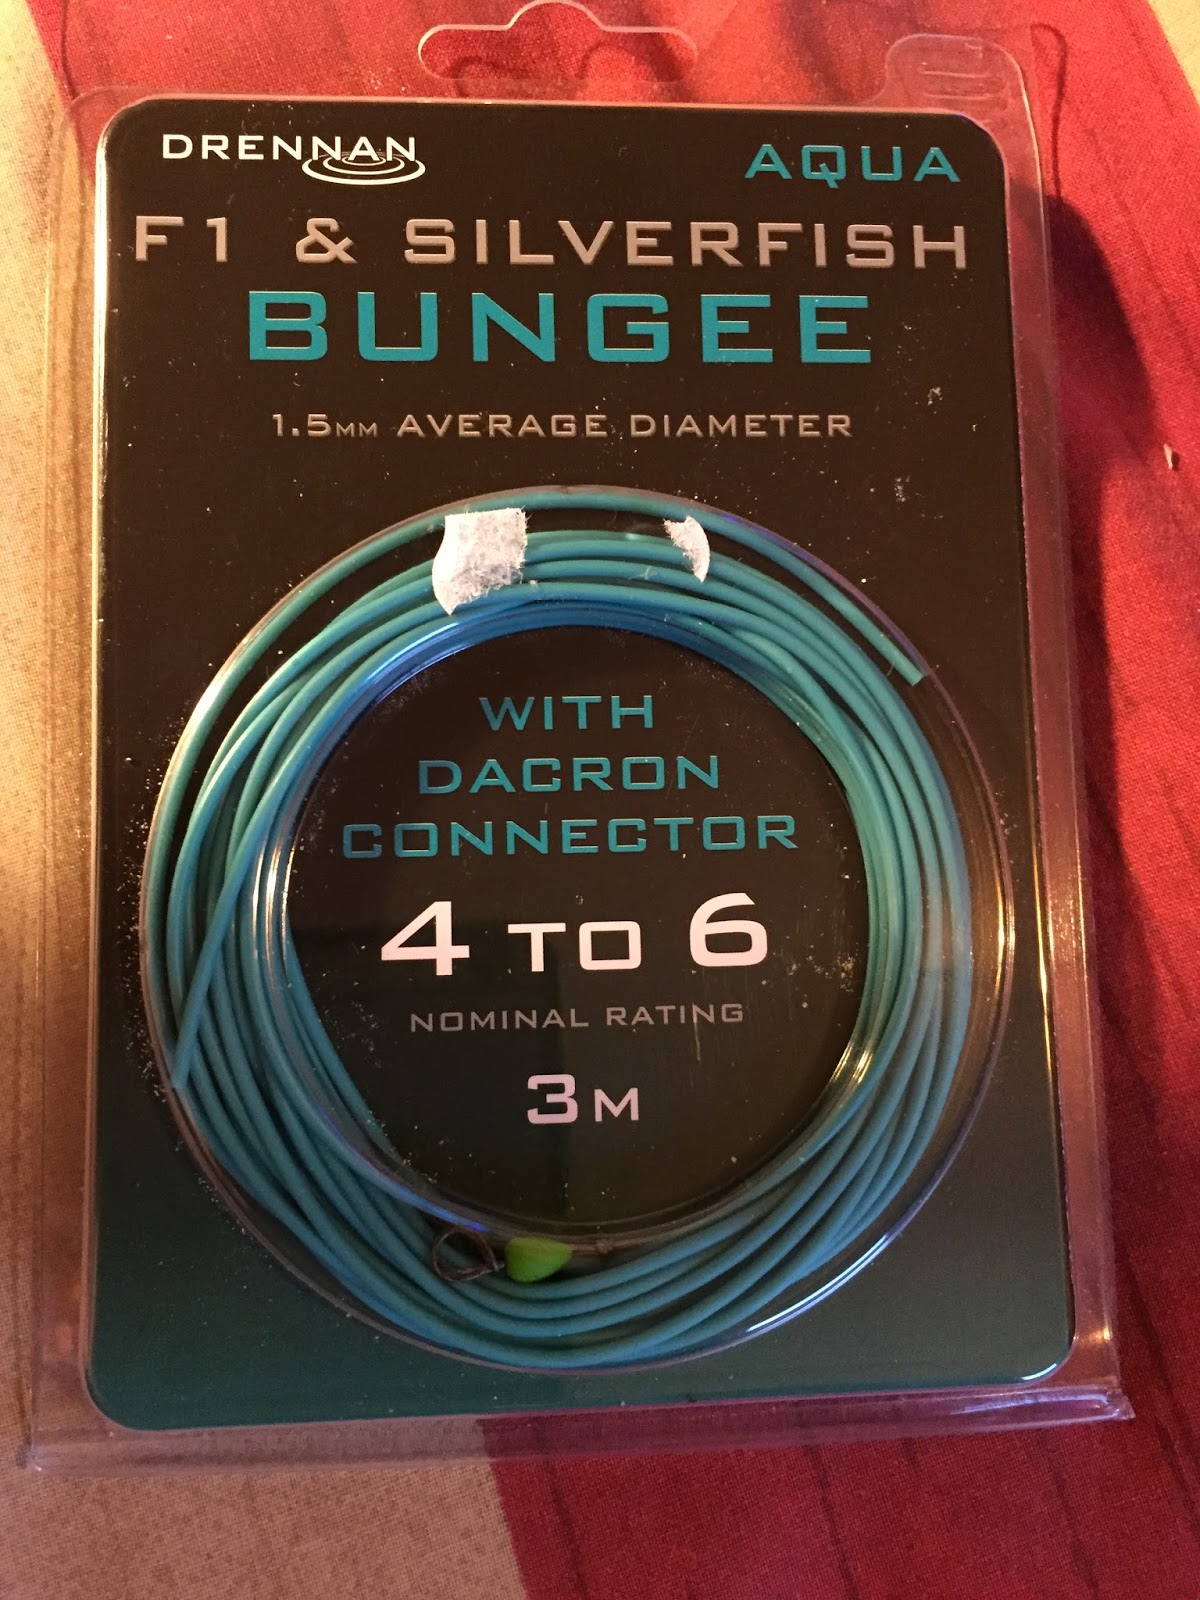 DRENNAN
AQUA
F1 & SILVERFISH
BUNGEE
1.5MM AVERAGE DIAMETER
WITH
DACRON
CONNECTOR
4 TO 6
NOMINAL RATING
3M